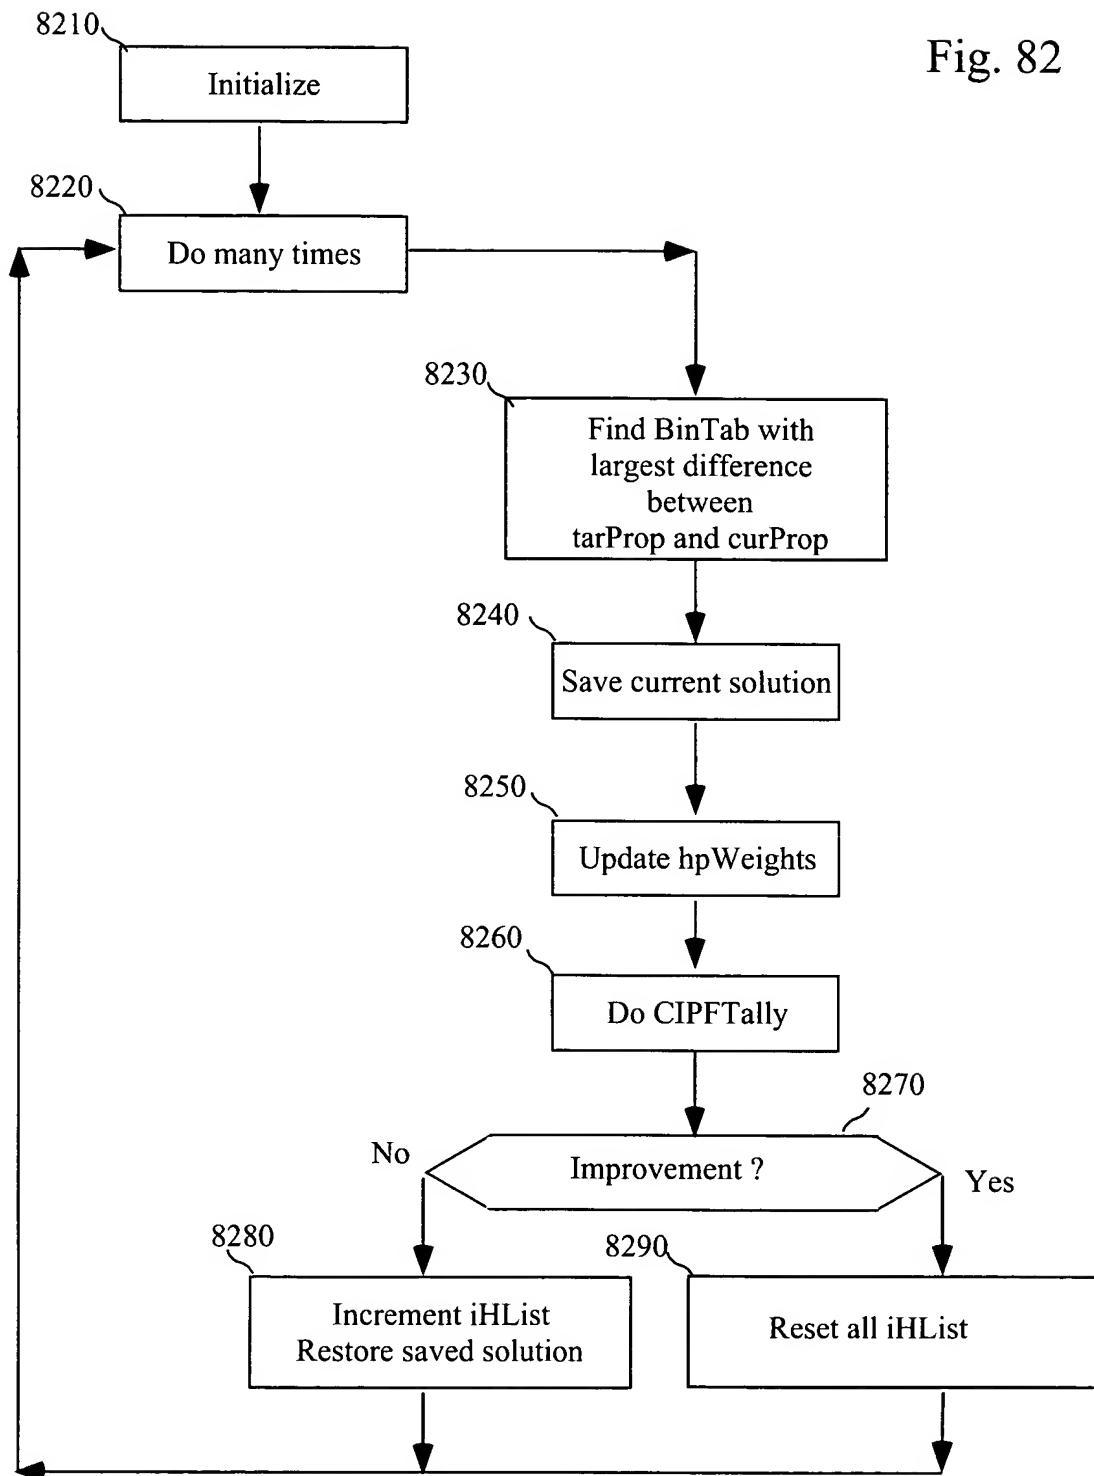 Fig. 82
8210
Initialize
8220
Do many times
8230
Find BinTab with
largest difference
between
tarProp and curProp
8240
Save current solution
8250
Update hpWeights
8260
Do CIPFTally
8270
Improvement ?
No
Yes
8280
Increment iHList
Restore saved solution
8290
Reset all iHList